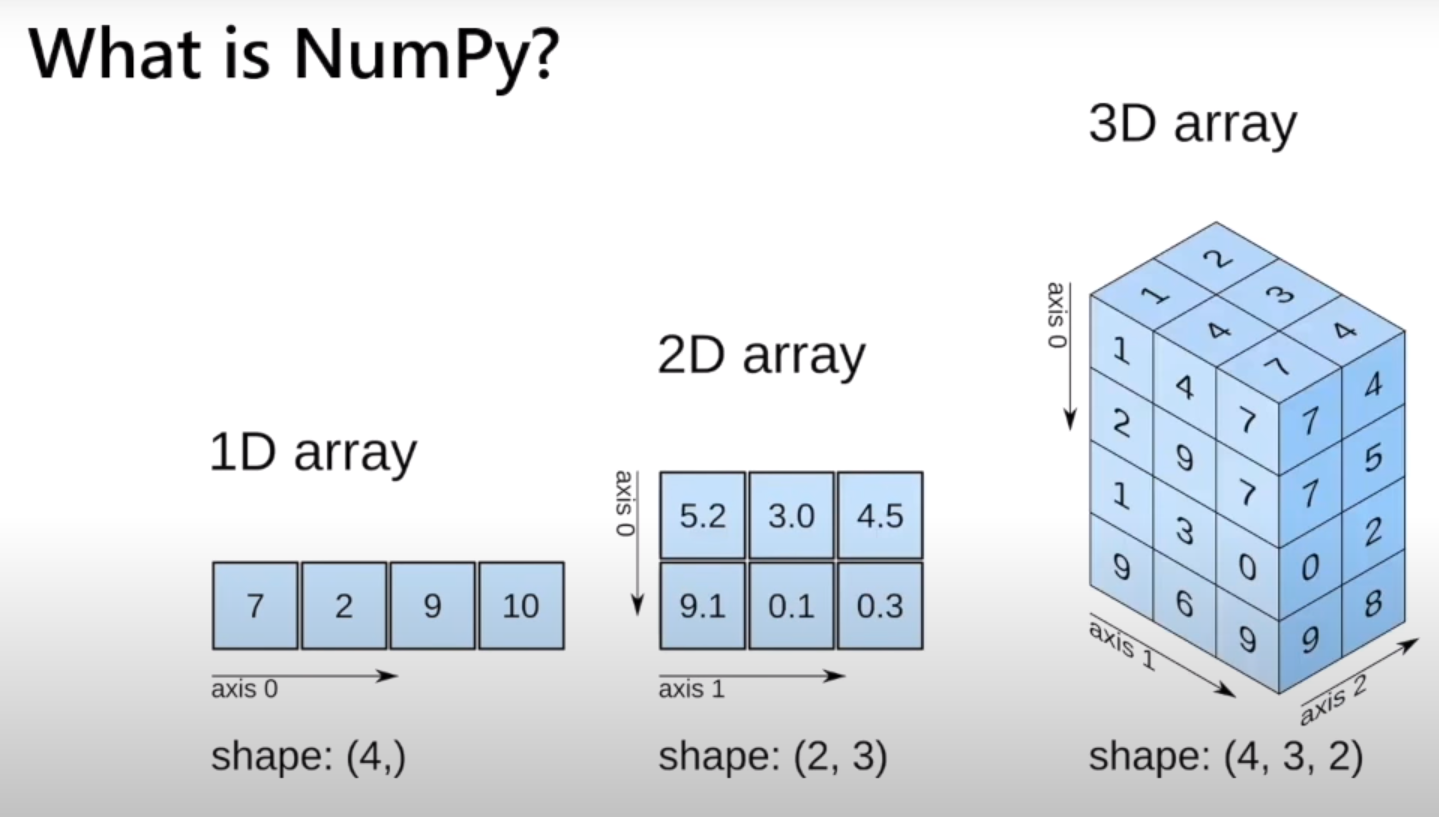 What is NumPy?
3D array
2D array
1D array
7 2 9 10
axis 0
shape: (4,)
axis 0
5.2 3.0 4.5
9.1 0.1 0.3
axis 1
shape: (2, 3)
axis 0
2
1 3
4 4
7
1 4 7 7 4
2 9 7 7 5
1 3 0 0 2
9 6 9 9 8
axis 1
axis 2
shape: (4, 3, 2)